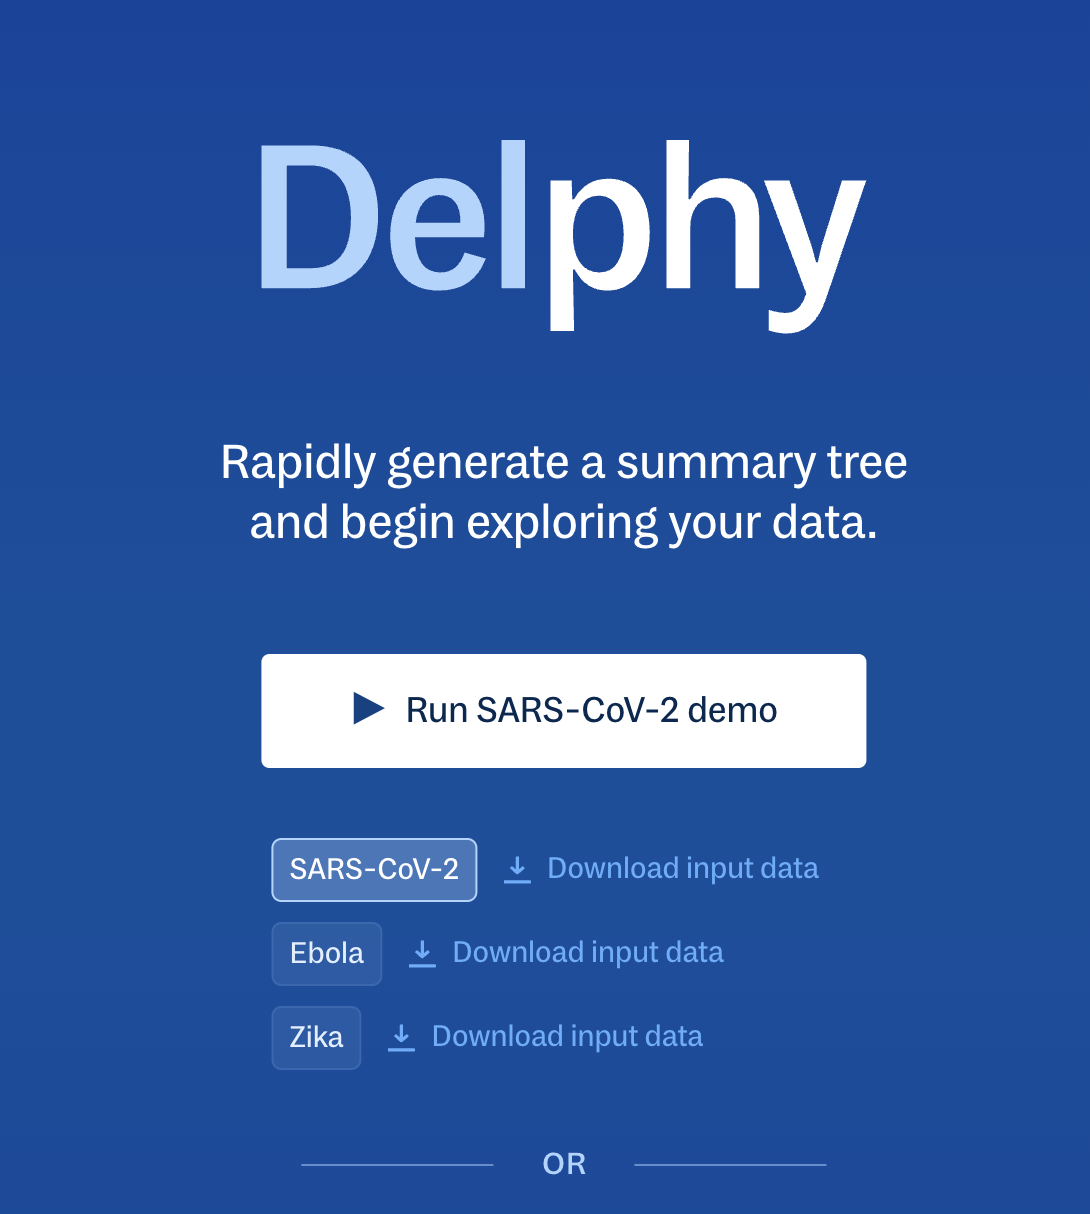 Delphy
Rapidly generate a summary tree
and begin exploring your data.
Run SARS-CoV-2 demo
SARS-CoV-2 Download input data
Ebola Download input data
Zika Download input data
OR